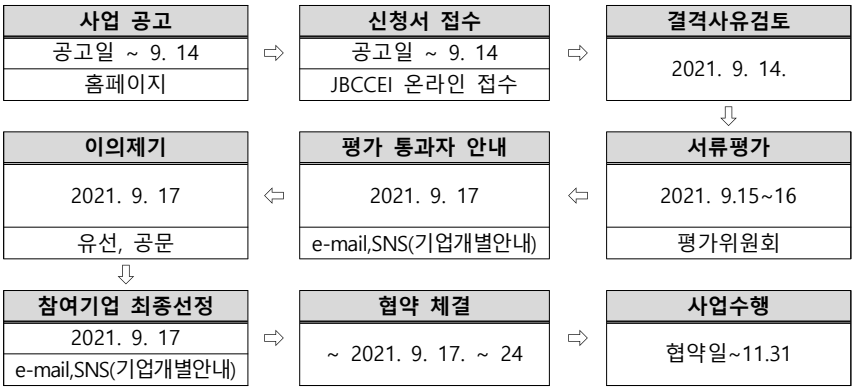 사업 공고
공고일 ~ 9. 14
홈페이지
신청서 접수
공고일 ~ 9. 14
JBCCEI 온라인 접수
결격사유검토
2021. 9. 14.
이의제기
2021. 9. 17
유선, 공문
평가 통과자 안내
2021. 9. 17
e-mail,SNS(기업개별안내)
서류평가
2021. 9.15~16
평가위원회
참여기업 최종선정
2021. 9. 17
e-mail,SNS(기업개별안내)
협약 체결
~ 2021. 9. 17. ~ 24
사업수행
협약일~11.31